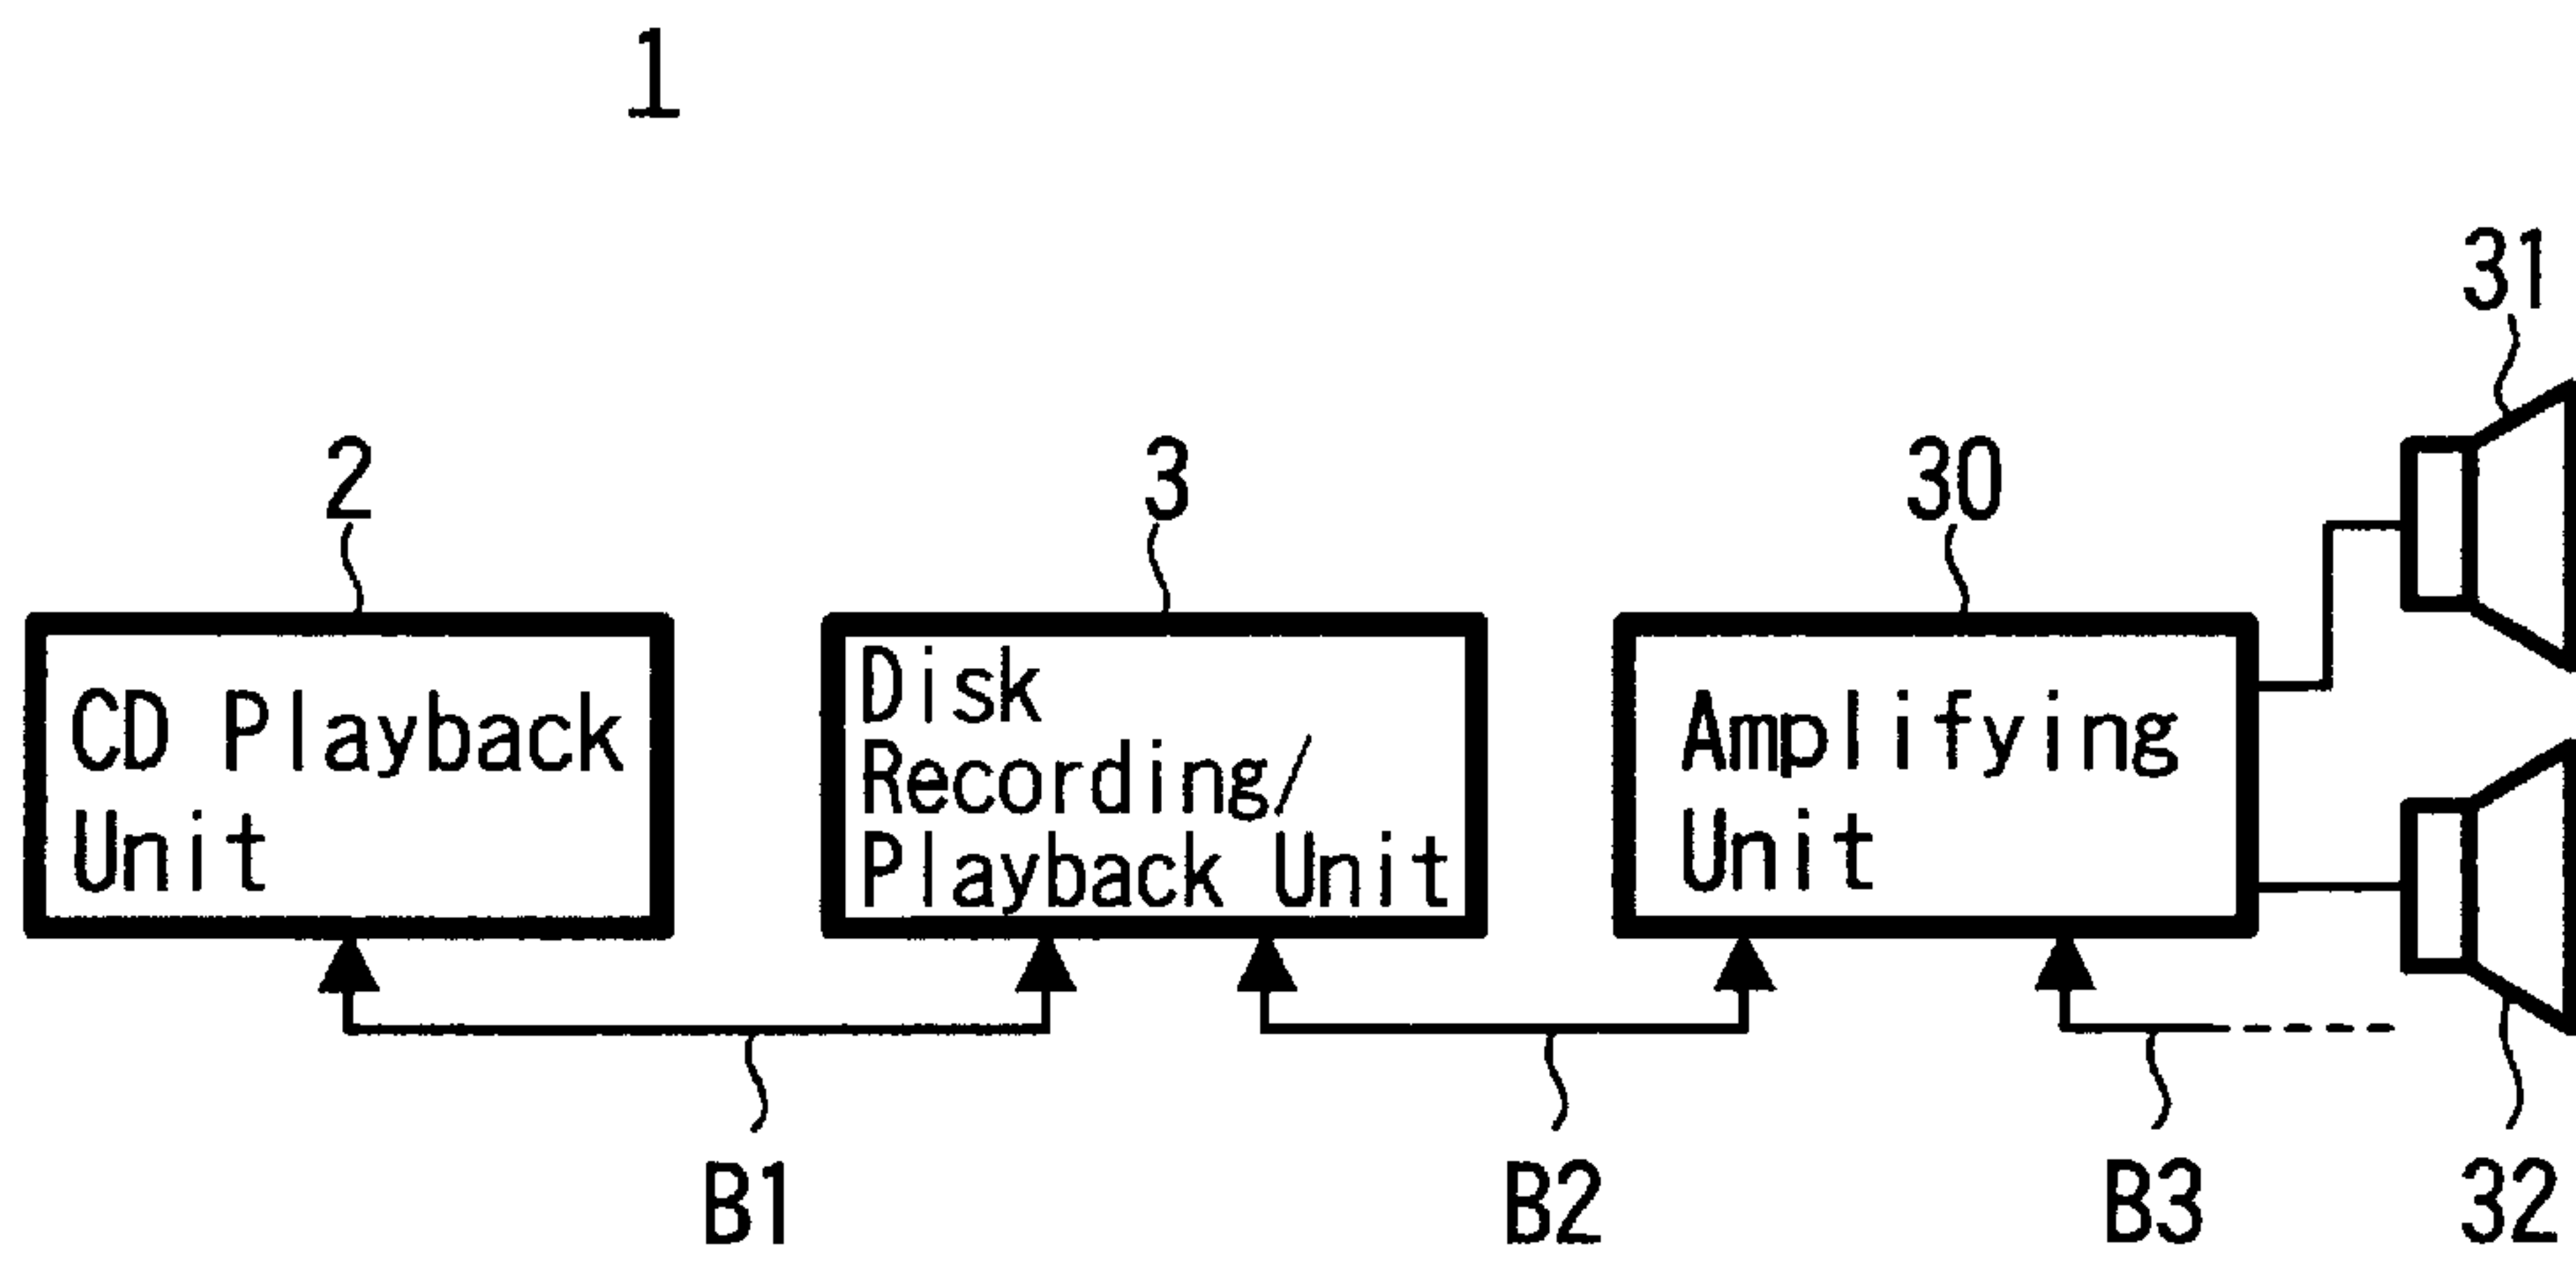 1
31
2
3
30
CD Playback
Unit
Disk
Recording/
Playback Unit
Amplifying
Unit
B1
B2
B3
32